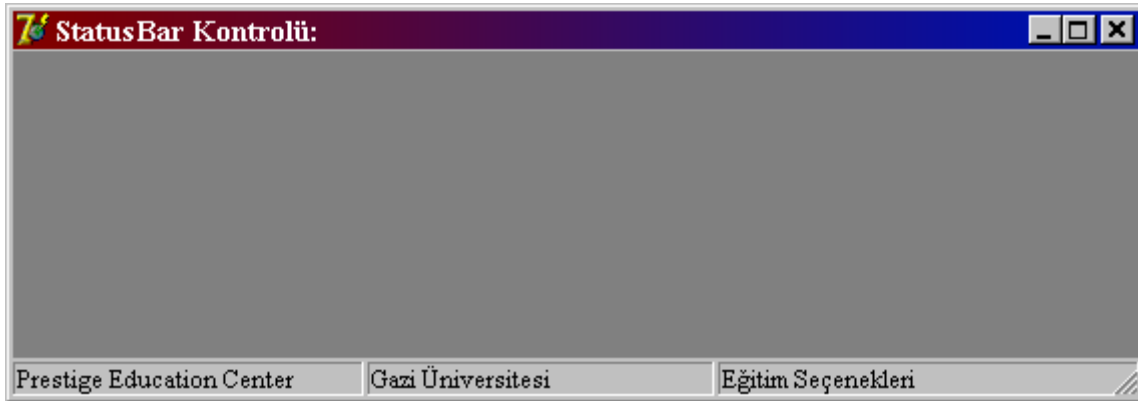 StatusBar Kontrolü:
Prestige Education Center
Gazi Üniversitesi
Eğitim Seçenekleri